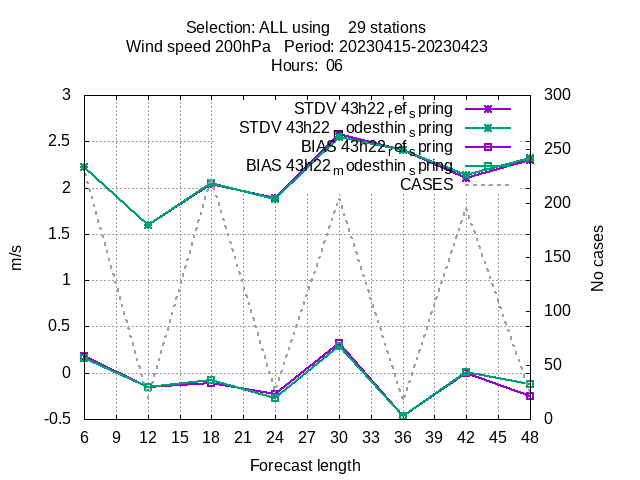 Selection: ALL using 29 stations
Wind speed 200hPa Period: 20230415-20230423
Hours: 06
STDV 43h22_ref_spring
STDV 43h22_modesthin_spring
BIAS 43h22_ref_spring
BIAS 43h22_modesthin_spring
CASES
3
2.5
2
1.5
1
0.5
0
-0.5
m/s
300
250
200
150
100
50
0
No cases
6 9 12 15 18 21 24 27 30 33 36 39 42 45 48
Forecast length